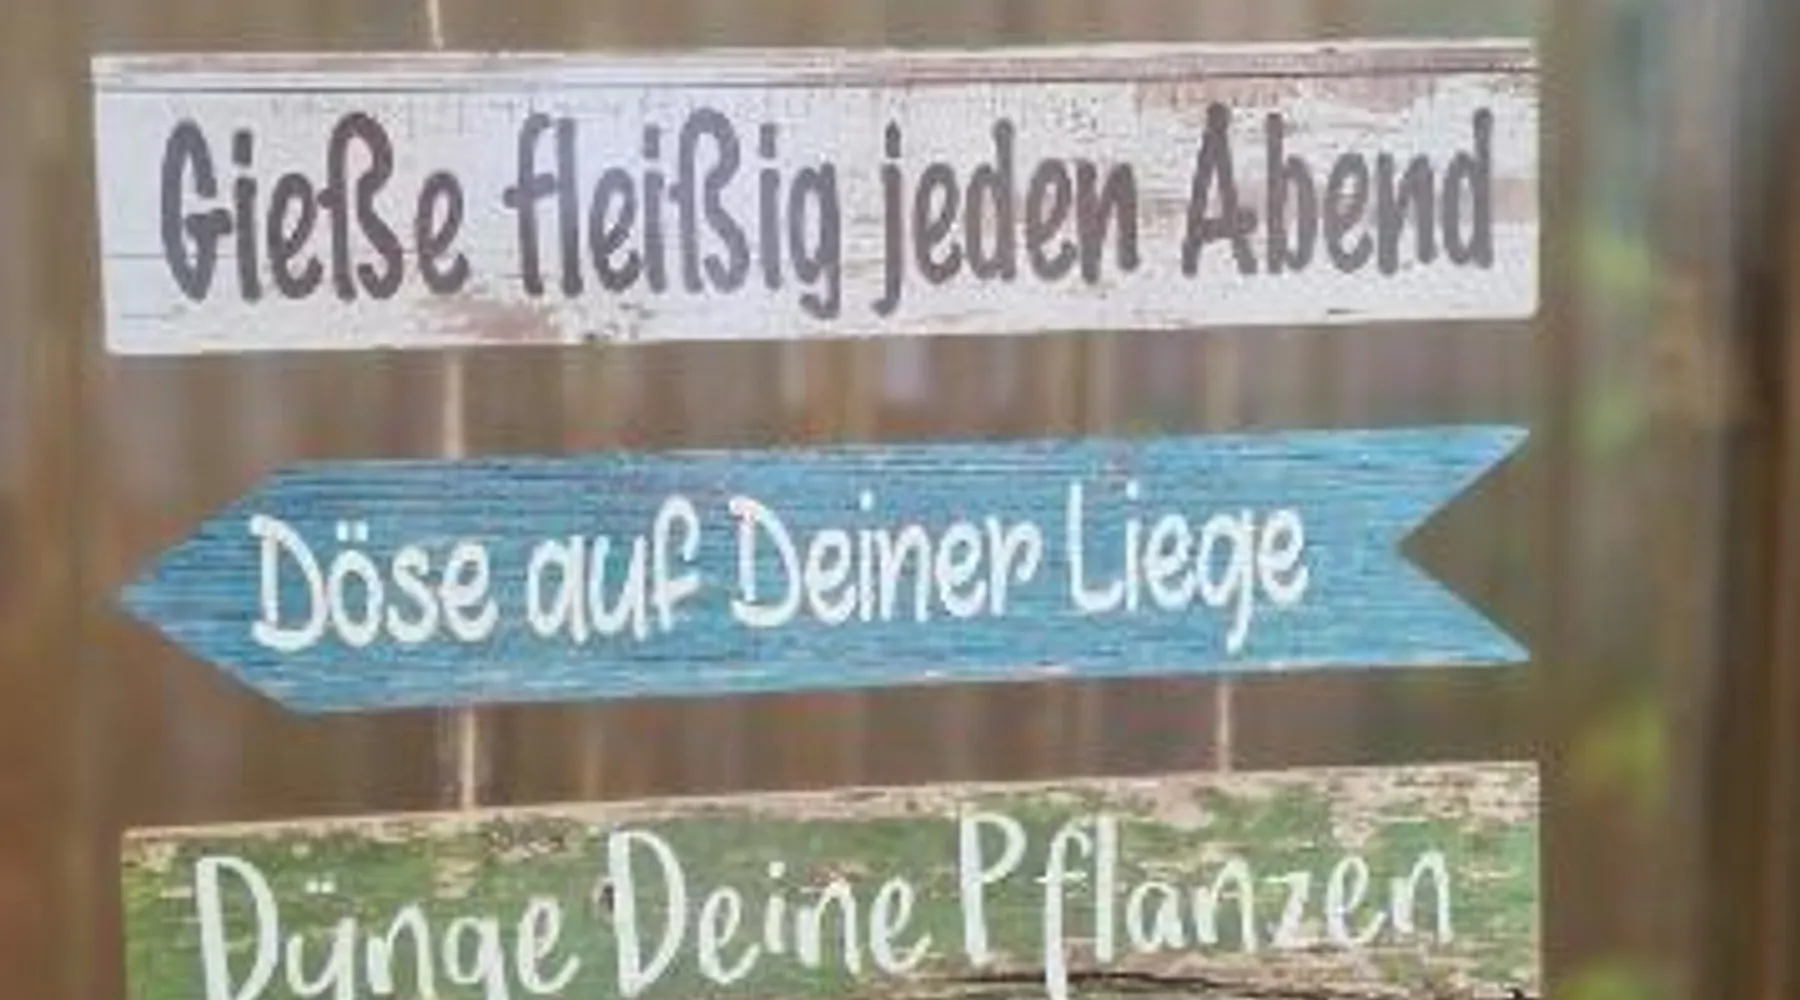 Gieße fleißig jeden Abend
Döse auf Deiner Liege
Dünge Deine Pflanzen